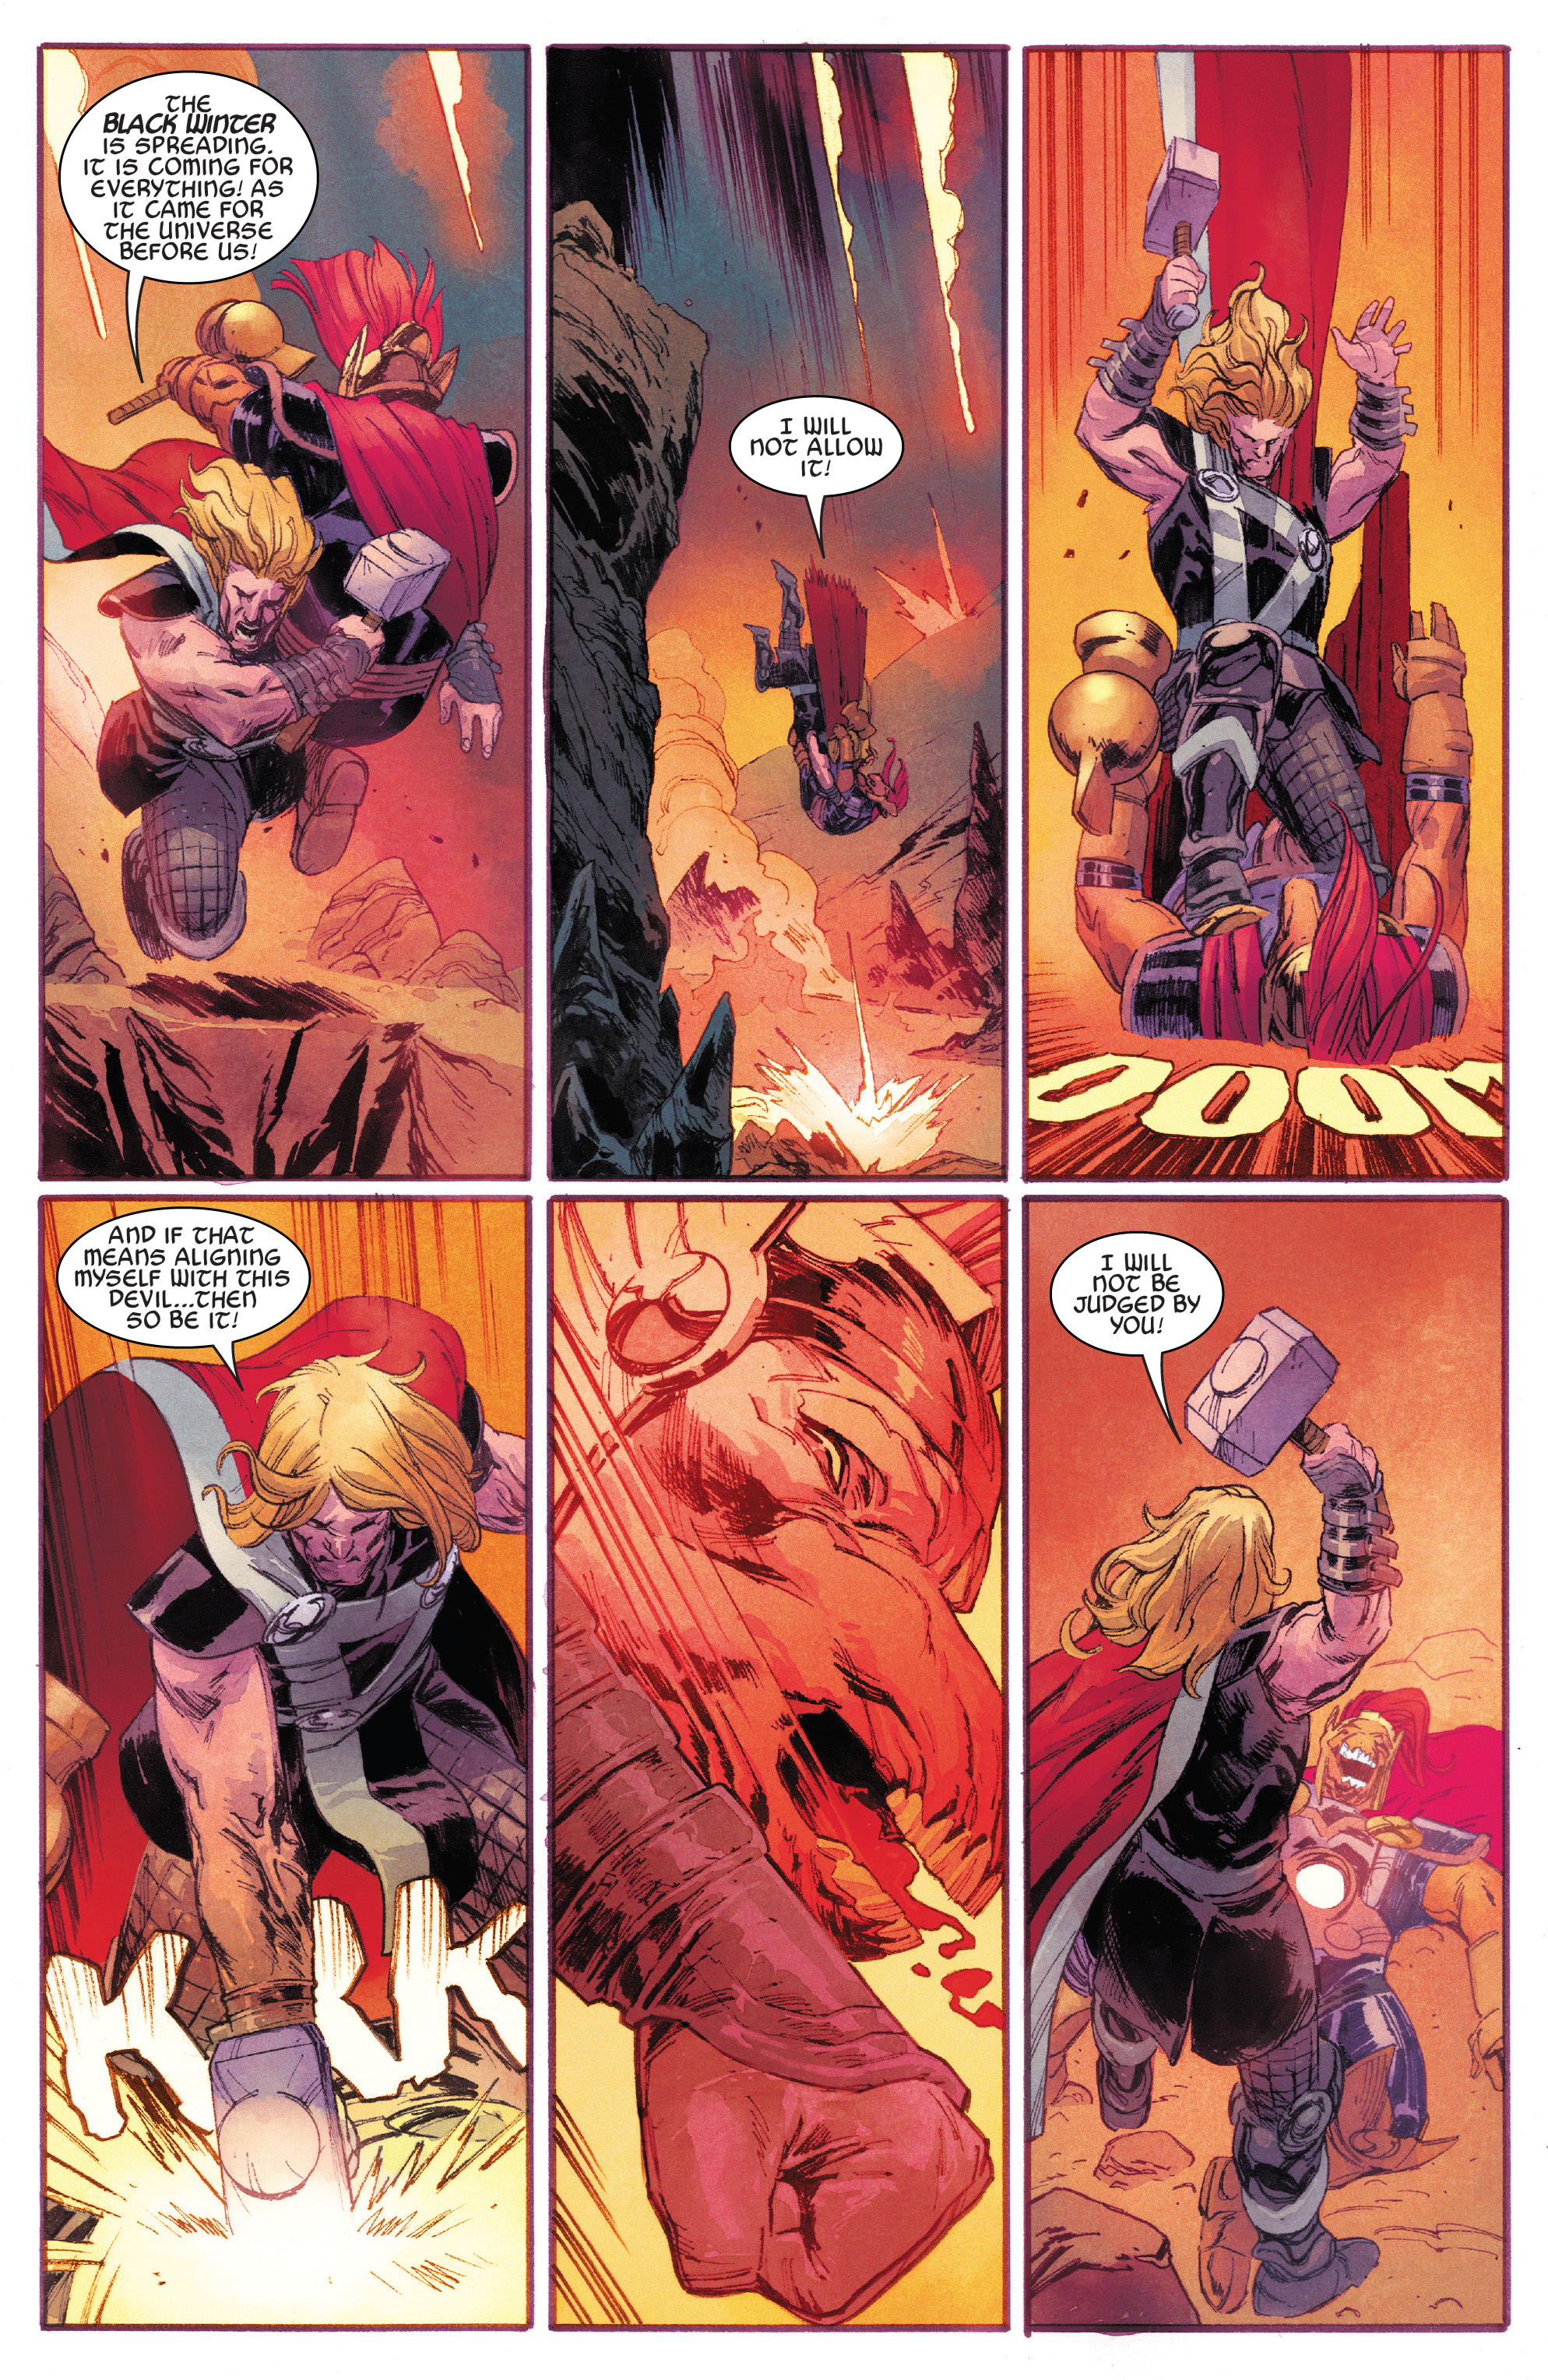 THE
BLACK WINTER
IS SPREADING.
IT IS COMING FOR
EVERYTHING! AS
IT CAME FOR
THE UNIVERSE
BEFORE US!
I WILL
NOT ALLOW
IT!
DOOM
AND IF THAT
MEANS ALIGNING
MYSELF WITH THIS
DEVIL...THEN
SO BE IT!
KRK
I WILL
NOT BE
JUDGED BY
YOU!